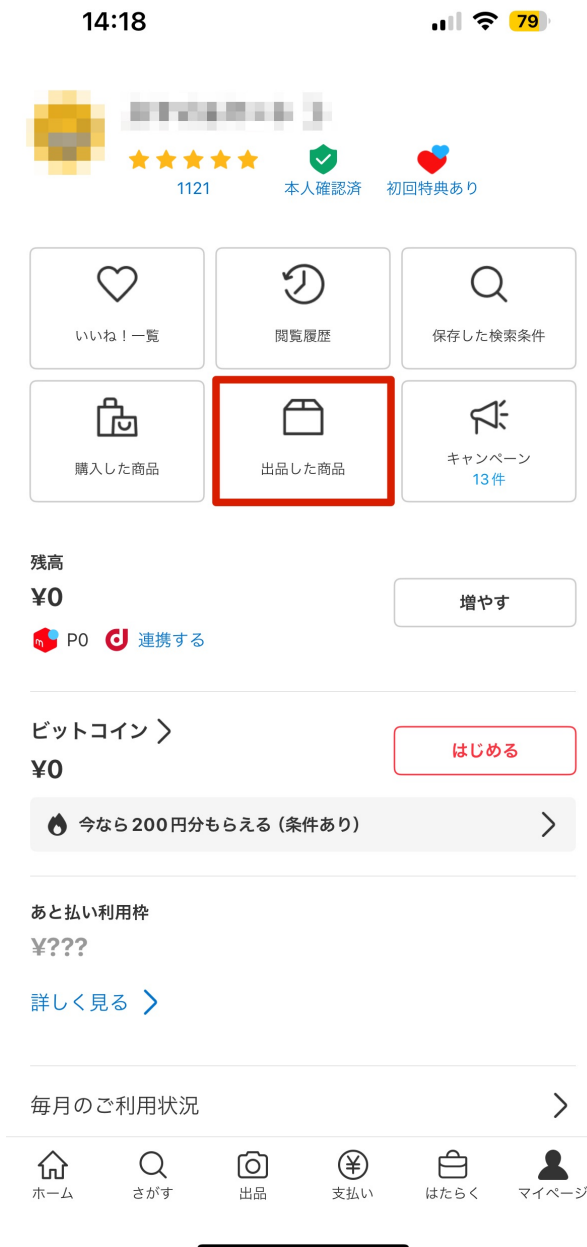 14:18
79
1121
本人確認済
初回特典あり
いいね！一覧
閲覧履歴
保存した検索条件
購入した商品
出品した商品
キャンペーン
13件
残高
¥0
増やす
m P0 d 連携する
ビットコイン
¥0
はじめる
今なら200円分もらえる（条件あり）
あと払い利用枠
¥???
詳しく見る
毎月のご利用状況
ホーム
さがす
出品
支払い
はたらく
マイページ